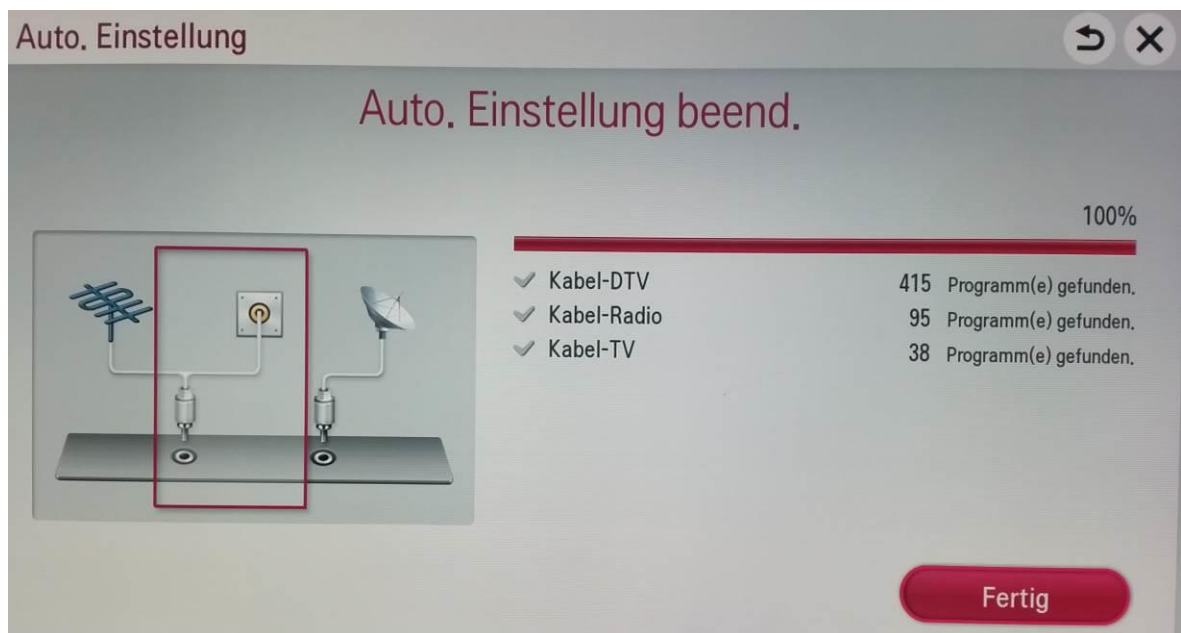 Auto. Einstellung
Auto. Einstellung beend.
100%
Kabel-DTV 415 Programm(e) gefunden.
Kabel-Radio 95 Programm(e) gefunden.
Kabel-TV 38 Programm(e) gefunden.
Fertig